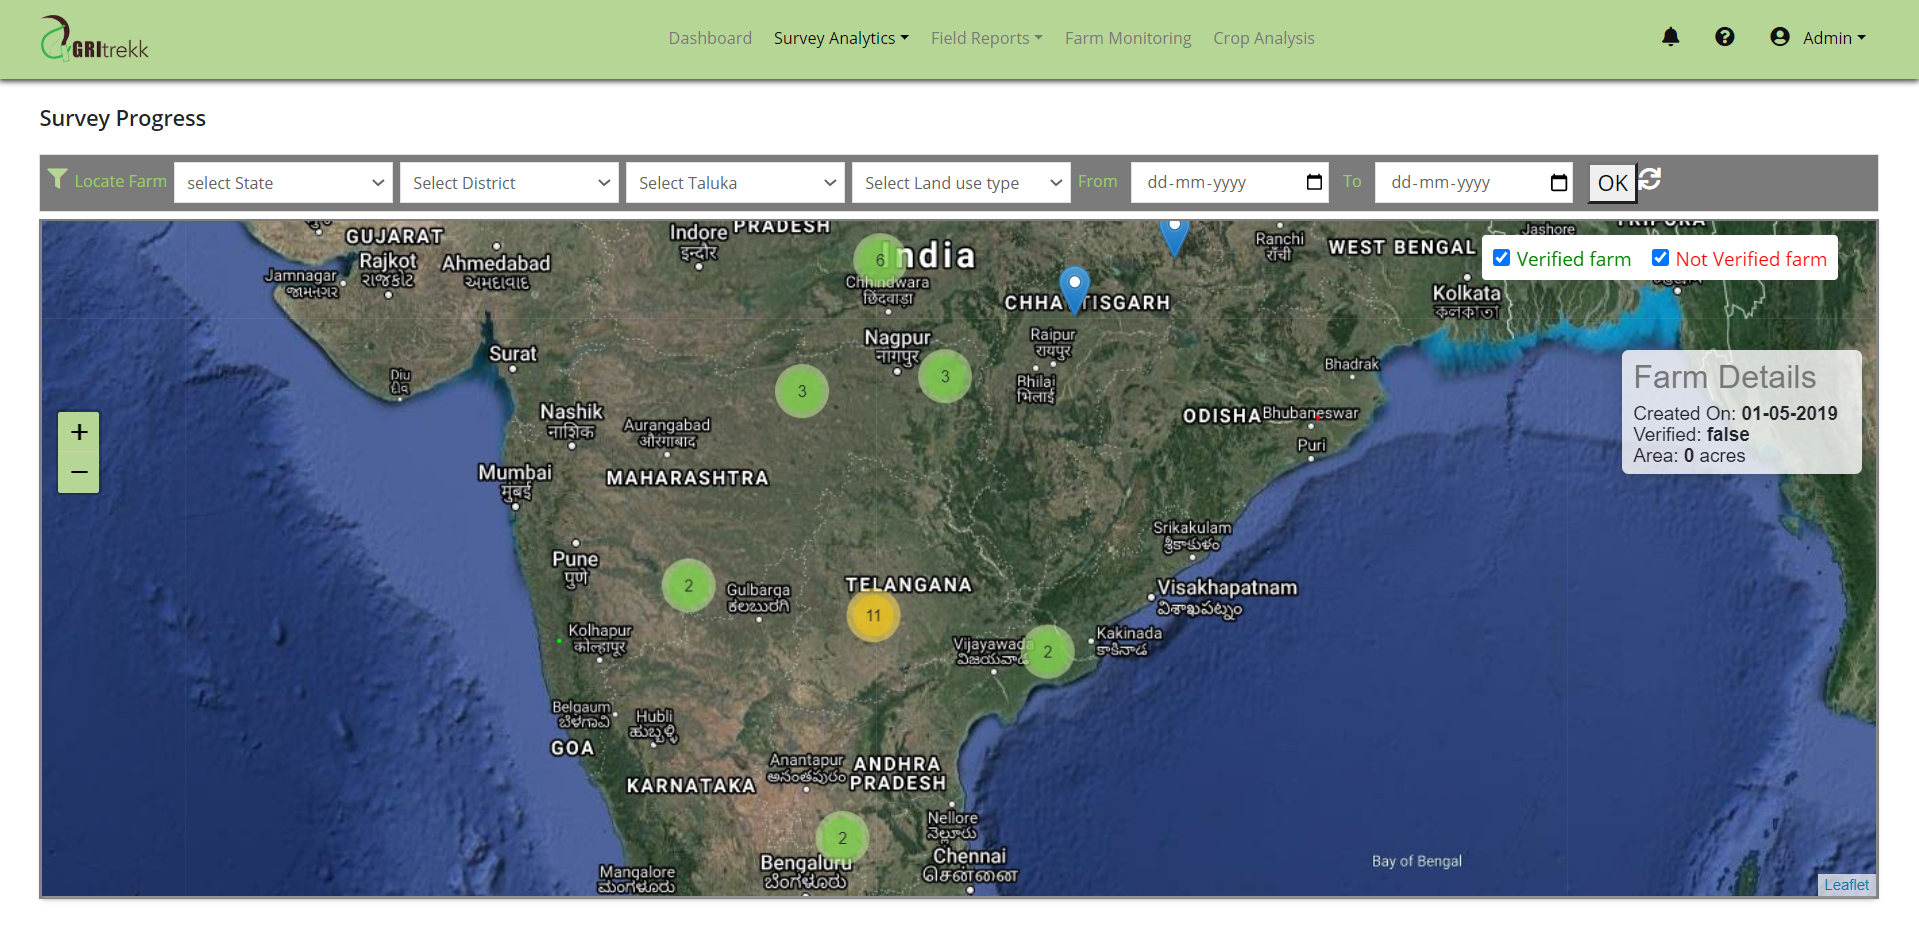 GRItrekk
Dashboard
Survey Analytics
Field Reports
Farm Monitoring
Crop Analysis
Admin
Survey Progress
Locate Farm
select State
Select District
Select Taluka
Select Land use type
From
dd-mm-yyyy
To
dd-mm-yyyy
OK
Verified farm
Not Verified farm
Farm Details
Created On: 01-05-2019
Verified: false
Area: 0 acres
+
−
GUJARAT
Rajkot
રાજકોટ
Jamnagar
જામનગર
Ahmedabad
અમદાવાદ
Indore
इन्दौर
PRADESH
6
India
Chhindwara
छिंदवाड़ा
Ranchi
राँची
WEST BENGAL
Jashore
CHHATTISGARH
Kolkata
কলকাতা
Nagpur
नागपुर
Raipur
रायपुर
Bhilai
भिलाई
Surat
Diu
Bhadrak
3
3
Nashik
नाशिक
Aurangabad
औरंगाबाद
ODISHA
Bhubaneswar
Puri
Mumbai
मुंबई
MAHARASHTRA
Srikakulam
శ్రీకాకుళం
Pune
पुणे
2
Gulbarga
ಕಲಬುರಗಿ
TELANGANA
11
Visakhapatnam
విశాఖపట్నం
Kolhapur
कोल्हापूर
Vijayawada
విజయవాడ
2
Kakinada
కాకినాడ
Belgaum
ಬೆಳಗಾವಿ
Hubli
ಹುಬ್ಬಳ್ಳಿ
GOA
Anantapur
అనంతపురం
ANDHRA
PRADESH
KARNATAKA
Nellore
నెల్లూరు
2
Bengaluru
ಬೆಂಗಳೂರು
Chennai
சென்னை
Mangalore
ಮಂಗಳೂರು
Bay of Bengal
Leaflet